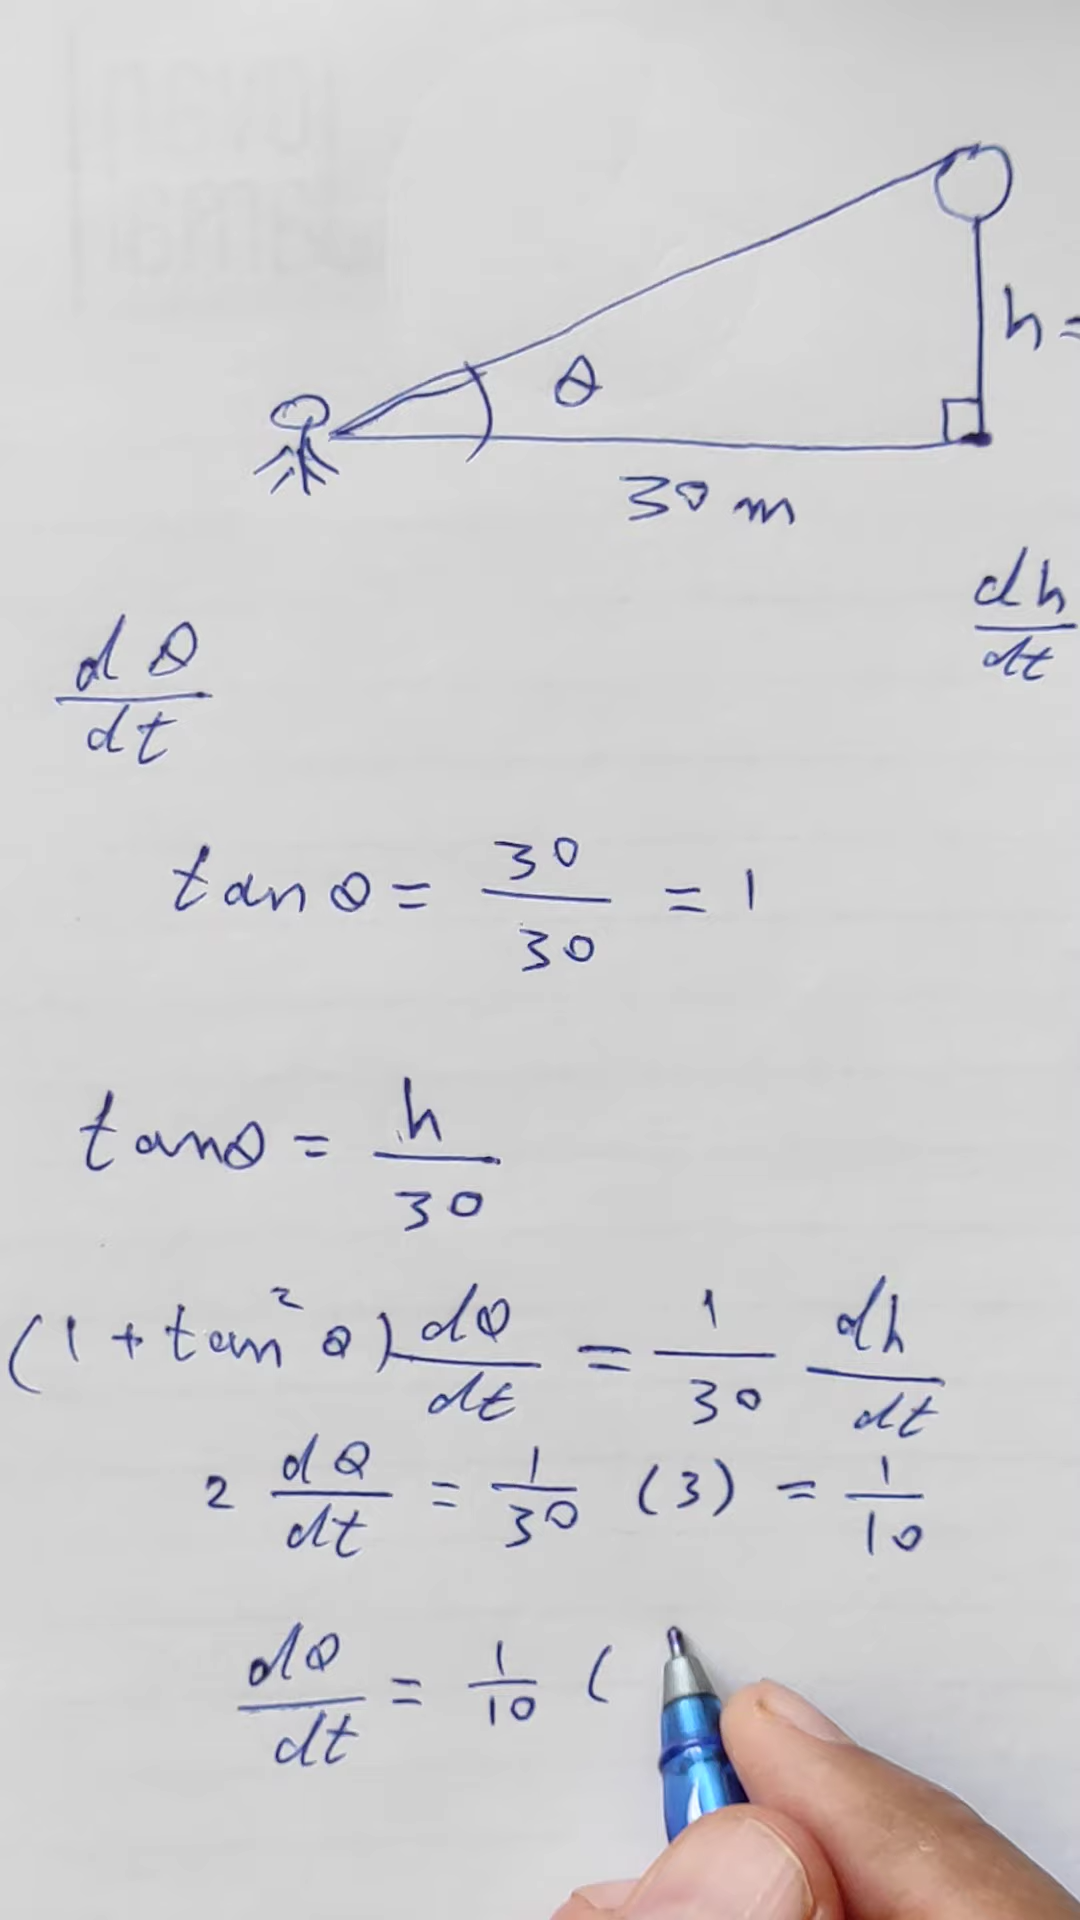 θ
h =
30 m
dh/dt
dθ/dt
tan θ = 30/30 = 1
tanθ = h/30
(1 + tan² θ) dθ/dt = 1/30 dh/dt
2 dθ/dt = 1/30 (3) = 1/10
dθ/dt = 1/10 (